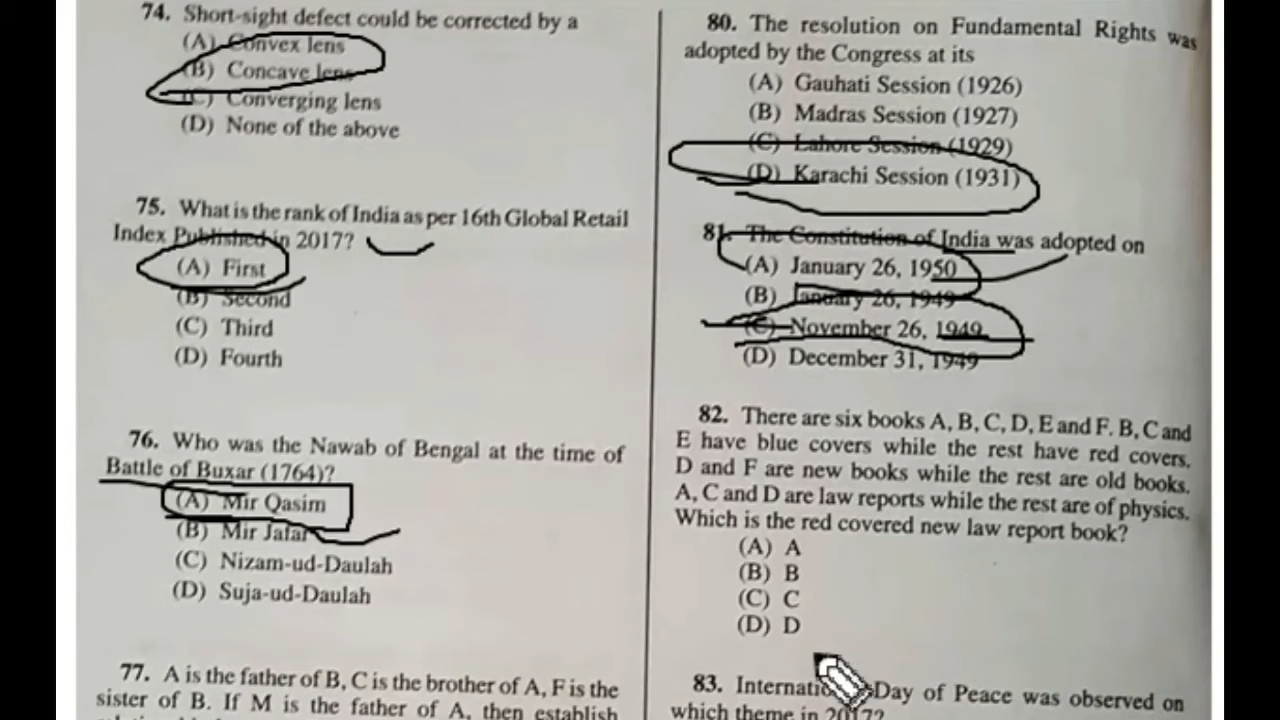 74. Short-sight defect could be corrected by a
(A) Convex lens
(B) Concave lens
(C) Converging lens
(D) None of the above
75. What is the rank of India as per 16th Global Retail
Index Published in 2017?
(A) First
(B) Second
(C) Third
(D) Fourth
76. Who was the Nawab of Bengal at the time of
Battle of Buxar (1764)?
(A) Mir Qasim
(B) Mir Jafar
(C) Nizam-ud-Daulah
(D) Suja-ud-Daulah
77. A is the father of B, C is the brother of A, F is the
sister of B. If M is the father of A, then establish
80. The resolution on Fundamental Rights was
adopted by the Congress at its
(A) Gauhati Session (1926)
(B) Madras Session (1927)
(C) Lahore Session (1929)
(D) Karachi Session (1931)
81. The Constitution of India was adopted on
(A) January 26, 1950
(B) January 26, 1949
(C) November 26, 1949
(D) December 31, 1949
82. There are six books A, B, C, D, E and F. B, C and
E have blue covers while the rest have red covers.
D and F are new books while the rest are old books.
A, C and D are law reports while the rest are of physics.
Which is the red covered new law report book?
(A) A
(B) B
(C) C
(D) D
83. International Day of Peace was observed on
which theme in 2017?